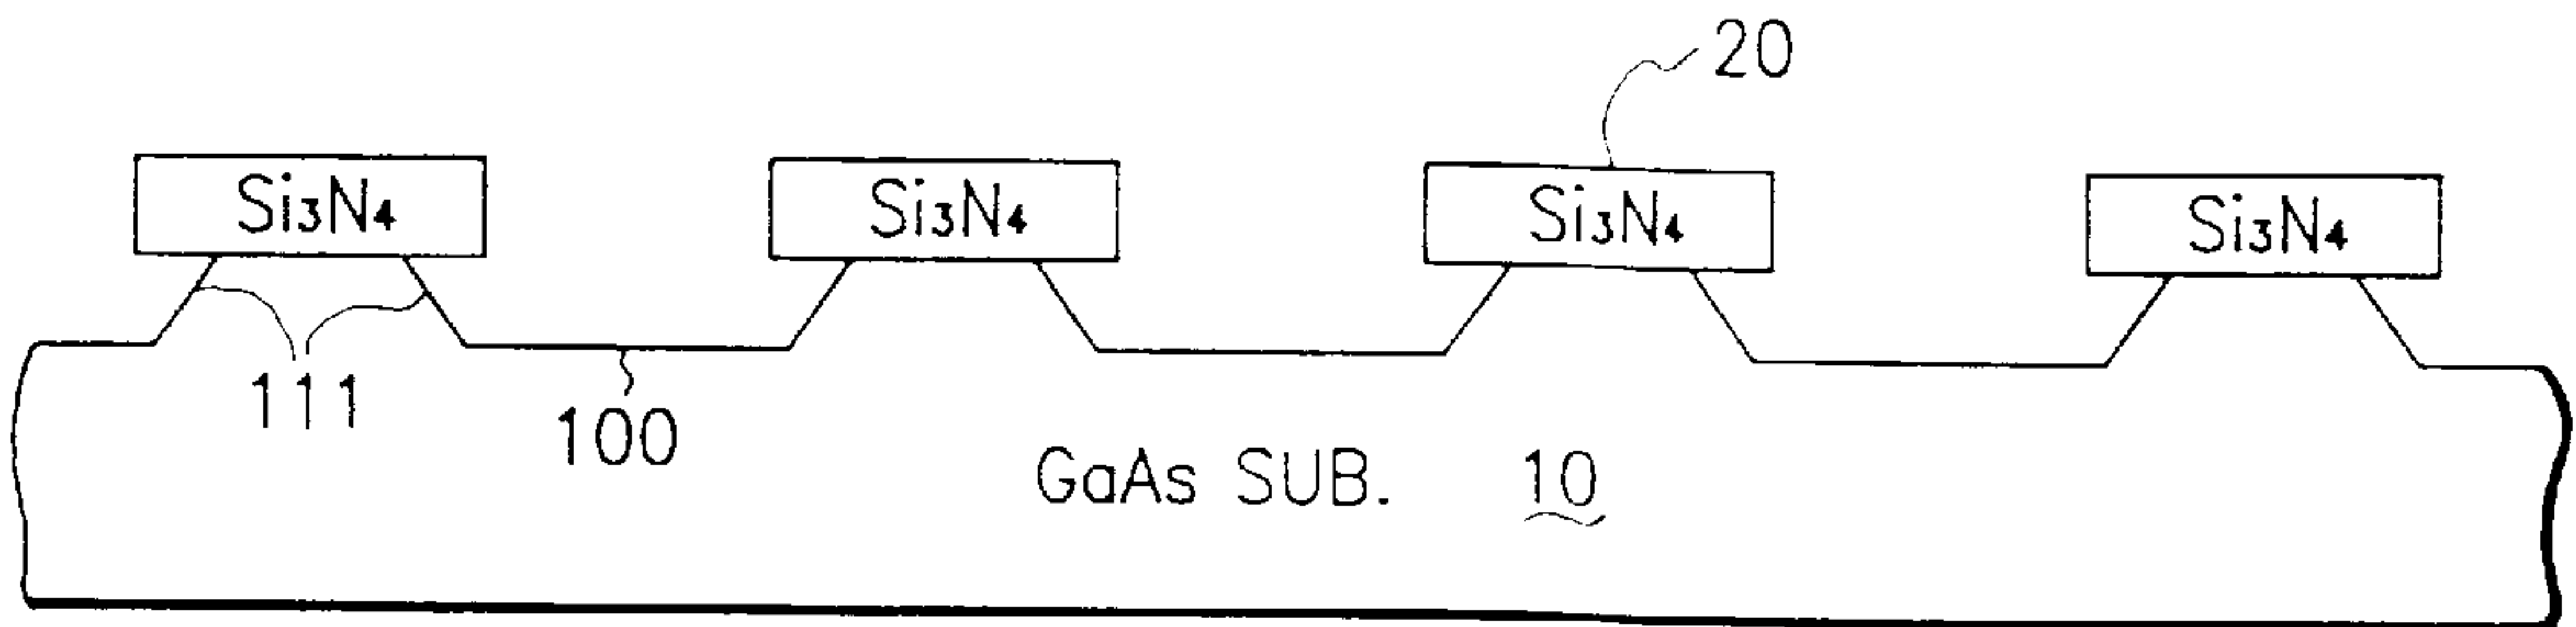 20
Si₃N₄ Si₃N₄ Si₃N₄ Si₃N₄
111
100
GaAs SUB. 10